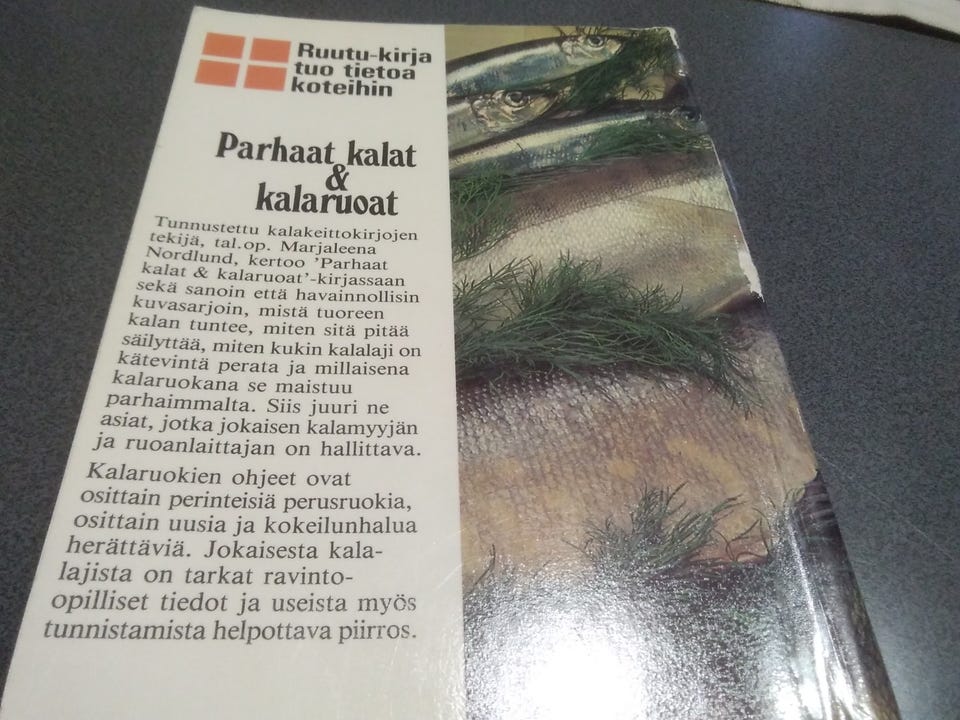 Ruutu-kirja
tuo tietoa
koteihin
Parhaat kalat
&
kalaruoat
Tunnustettu kalakeittokirjojen
tekijä, tal.op. Marjaleena
Nordlund, kertoo 'Parhaat
kalat & kalaruoat'-kirjassaan
sekä sanoin että havainnollisin
kuvasarjoin, mistä tuoreen
kalan tuntee, miten sitä pitää
säilyttää, miten kukin kalalaji on
kätevintä perata ja millaisena
kalaruokana se maistuu
parhaimmalta. Siis juuri ne
asiat, jotka jokaisen kalamyyjän
ja ruoanlaittajan on hallittava.
Kalaruokien ohjeet ovat
osittain perinteisiä perusruokia,
osittain uusia ja kokeilunhalua
herättäviä. Jokaisesta kala-
lajista on tarkat ravinto-
opilliset tiedot ja useista myös
tunnistamista helpottava piirros.